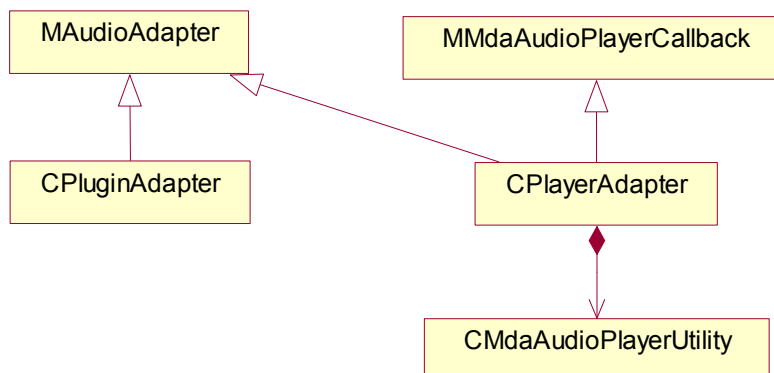 MAudioAdapter
MMdaAudioPlayerCallback
CPluginAdapter
CPlayerAdapter
CMdaAudioPlayerUtility